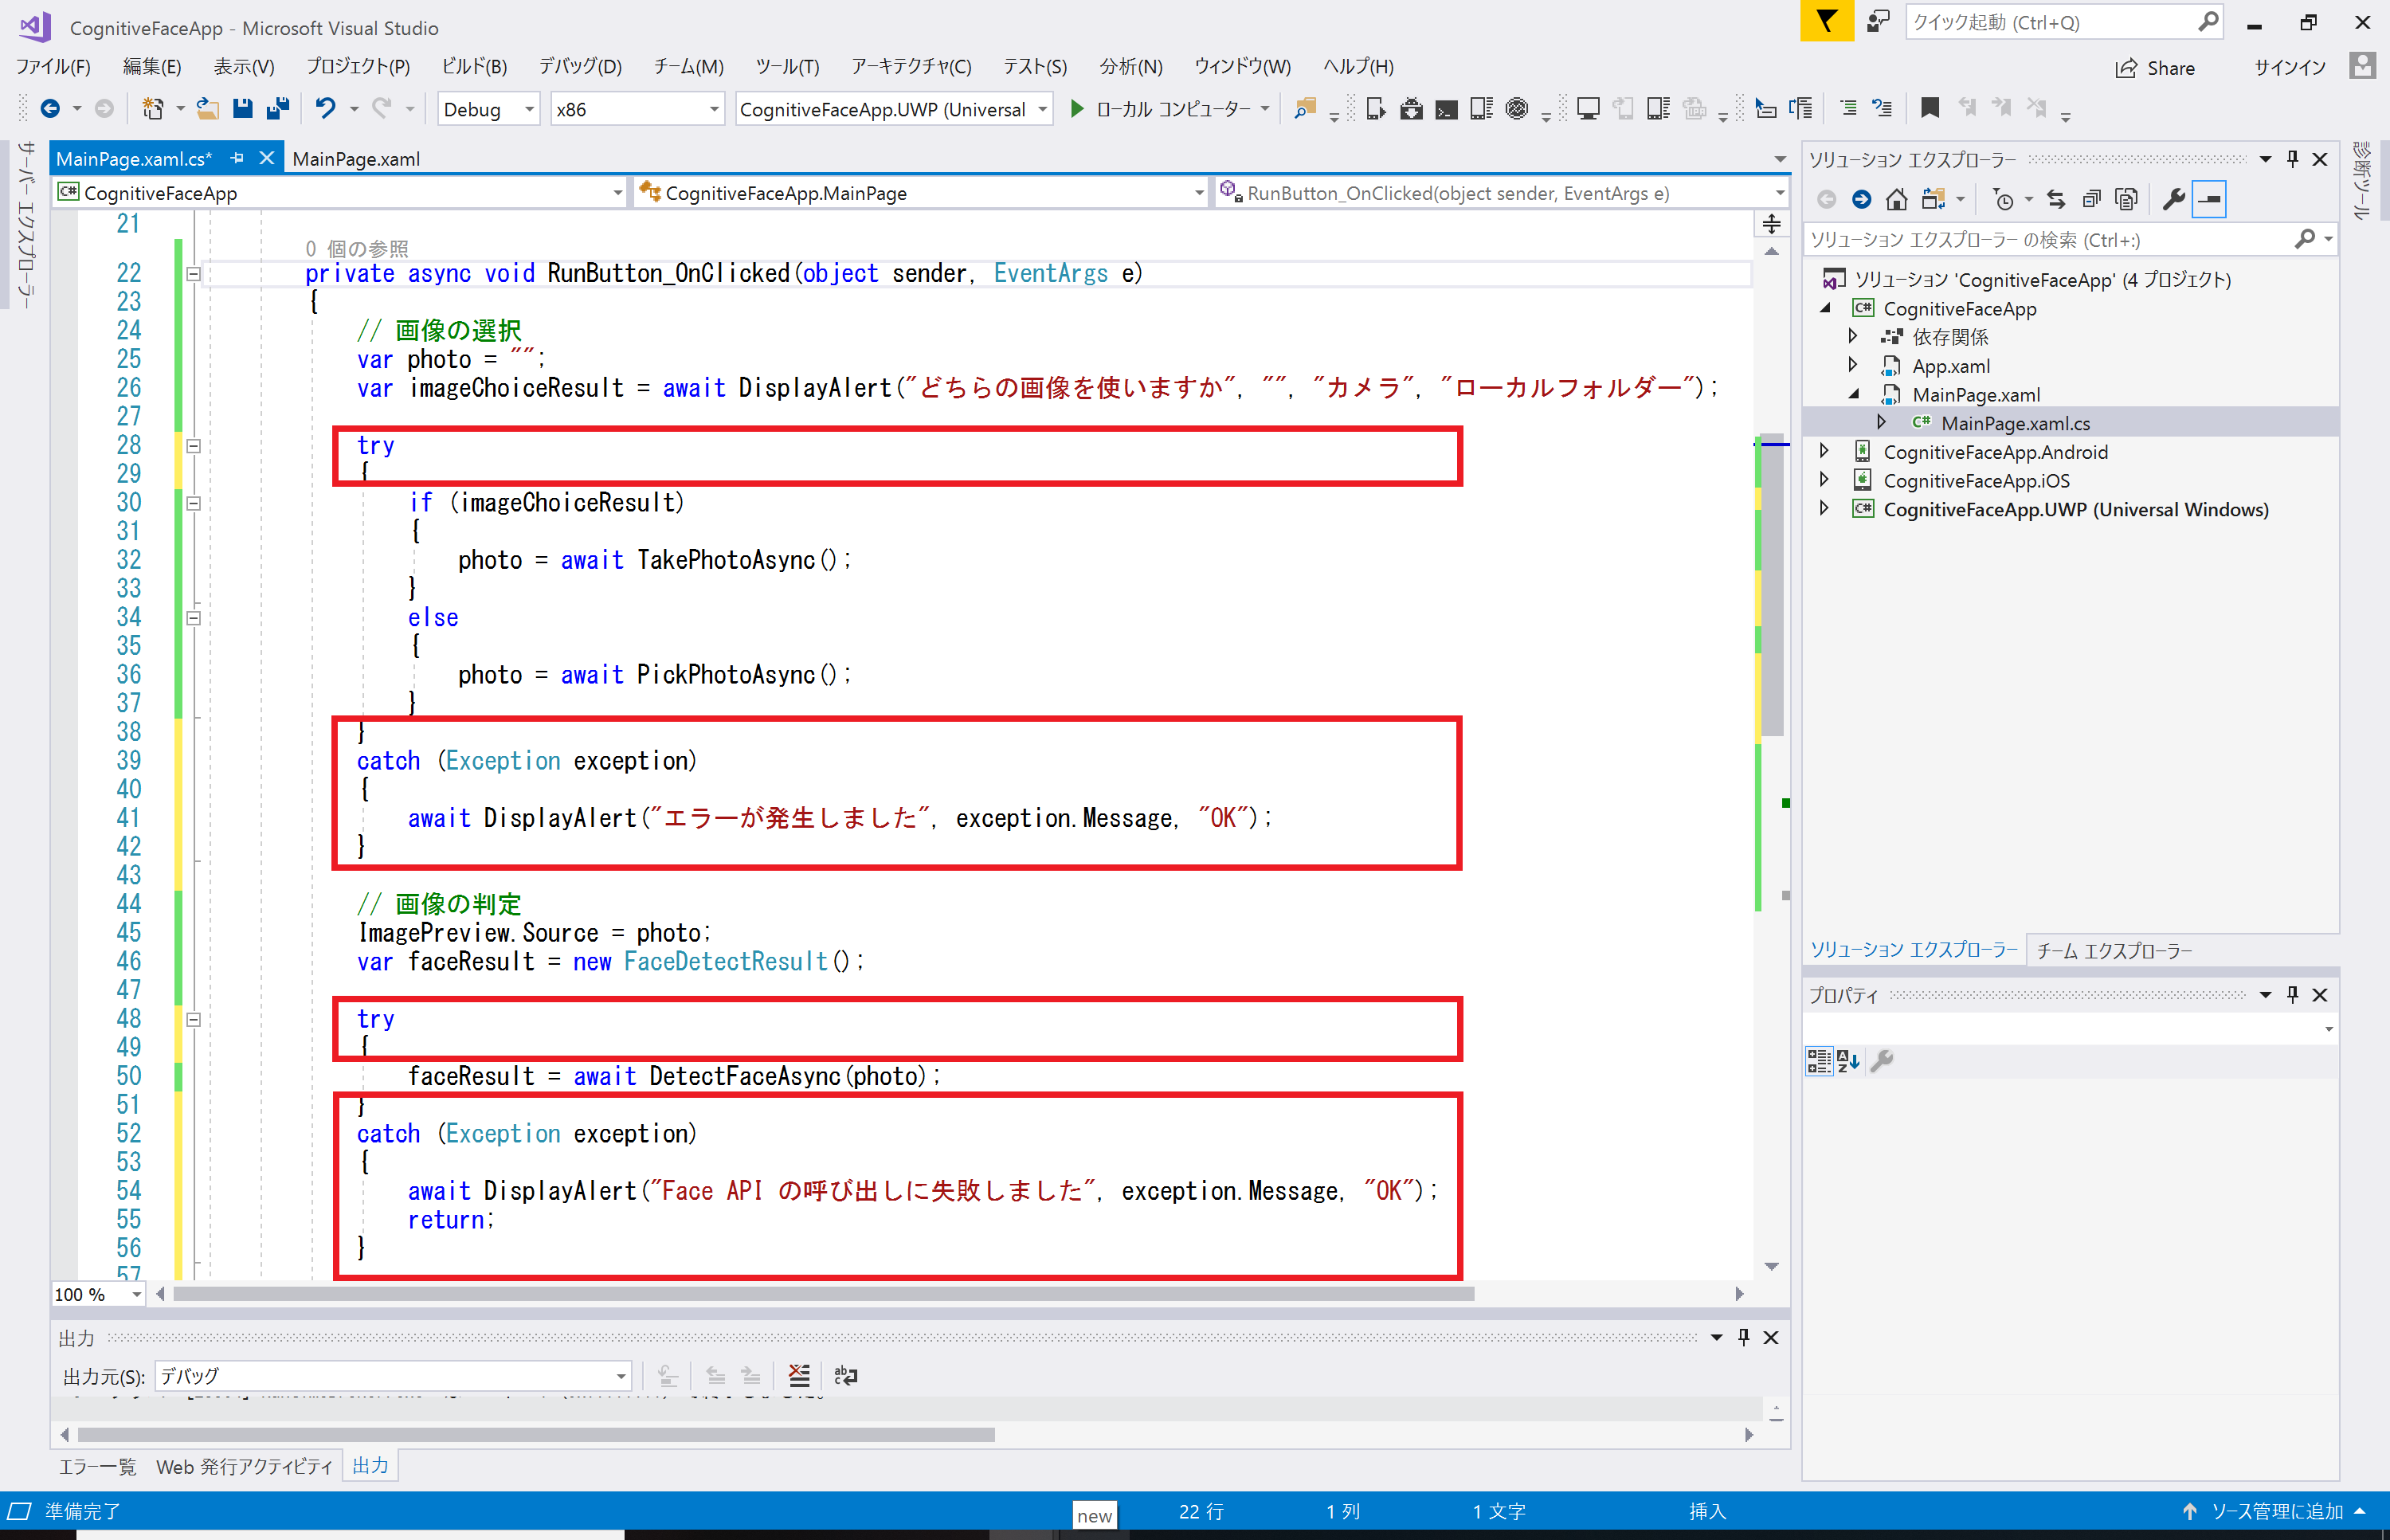 CognitiveFaceApp - Microsoft Visual Studio
クイック起動 (Ctrl+Q)
ファイル(F) 編集(E) 表示(V) プロジェクト(P) ビルド(B) デバッグ(D) チーム(M) ツール(T) アーキテクチャ(C) テスト(S) 分析(N) ウィンドウ(W) ヘルプ(H)
Share サインイン
Debug x86 CognitiveFaceApp.UWP (Universal ローカル コンピューター
サーバー エクスプローラー
MainPage.xaml.cs* MainPage.xaml
CognitiveFaceApp CognitiveFaceApp.MainPage RunButton_OnClicked(object sender, EventArgs e)
21
0 個の参照
22 private async void RunButton_OnClicked(object sender, EventArgs e)
23 {
24 // 画像の選択
25 var photo = "";
26 var imageChoiceResult = await DisplayAlert("どちらの画像を使いますか", "", "カメラ", "ローカルフォルダー");
27
28 try
29 {
30 if (imageChoiceResult)
31 {
32 photo = await TakePhotoAsync();
33 }
34 else
35 {
36 photo = await PickPhotoAsync();
37 }
38 }
39 catch (Exception exception)
40 {
41 await DisplayAlert("エラーが発生しました", exception.Message, "OK");
42 }
43
44 // 画像の判定
45 ImagePreview.Source = photo;
46 var faceResult = new FaceDetectResult();
47
48 try
49 {
50 faceResult = await DetectFaceAsync(photo);
51 }
52 catch (Exception exception)
53 {
54 await DisplayAlert("Face API の呼び出しに失敗しました", exception.Message, "OK");
55 return;
56 }
57
100 %
出力
出力元(S): デバッグ
エラー一覧 Web 発行アクティビティ 出力
ソリューション エクスプローラー
ソリューション エクスプローラー の検索 (Ctrl+:)
ソリューション 'CognitiveFaceApp' (4 プロジェクト)
CognitiveFaceApp
依存関係
App.xaml
MainPage.xaml
MainPage.xaml.cs
CognitiveFaceApp.Android
CognitiveFaceApp.iOS
CognitiveFaceApp.UWP (Universal Windows)
ソリューション エクスプローラー チーム エクスプローラー
プロパティ
診断ツール
準備完了 new 22 行 1 列 1 文字 挿入 ソース管理に追加